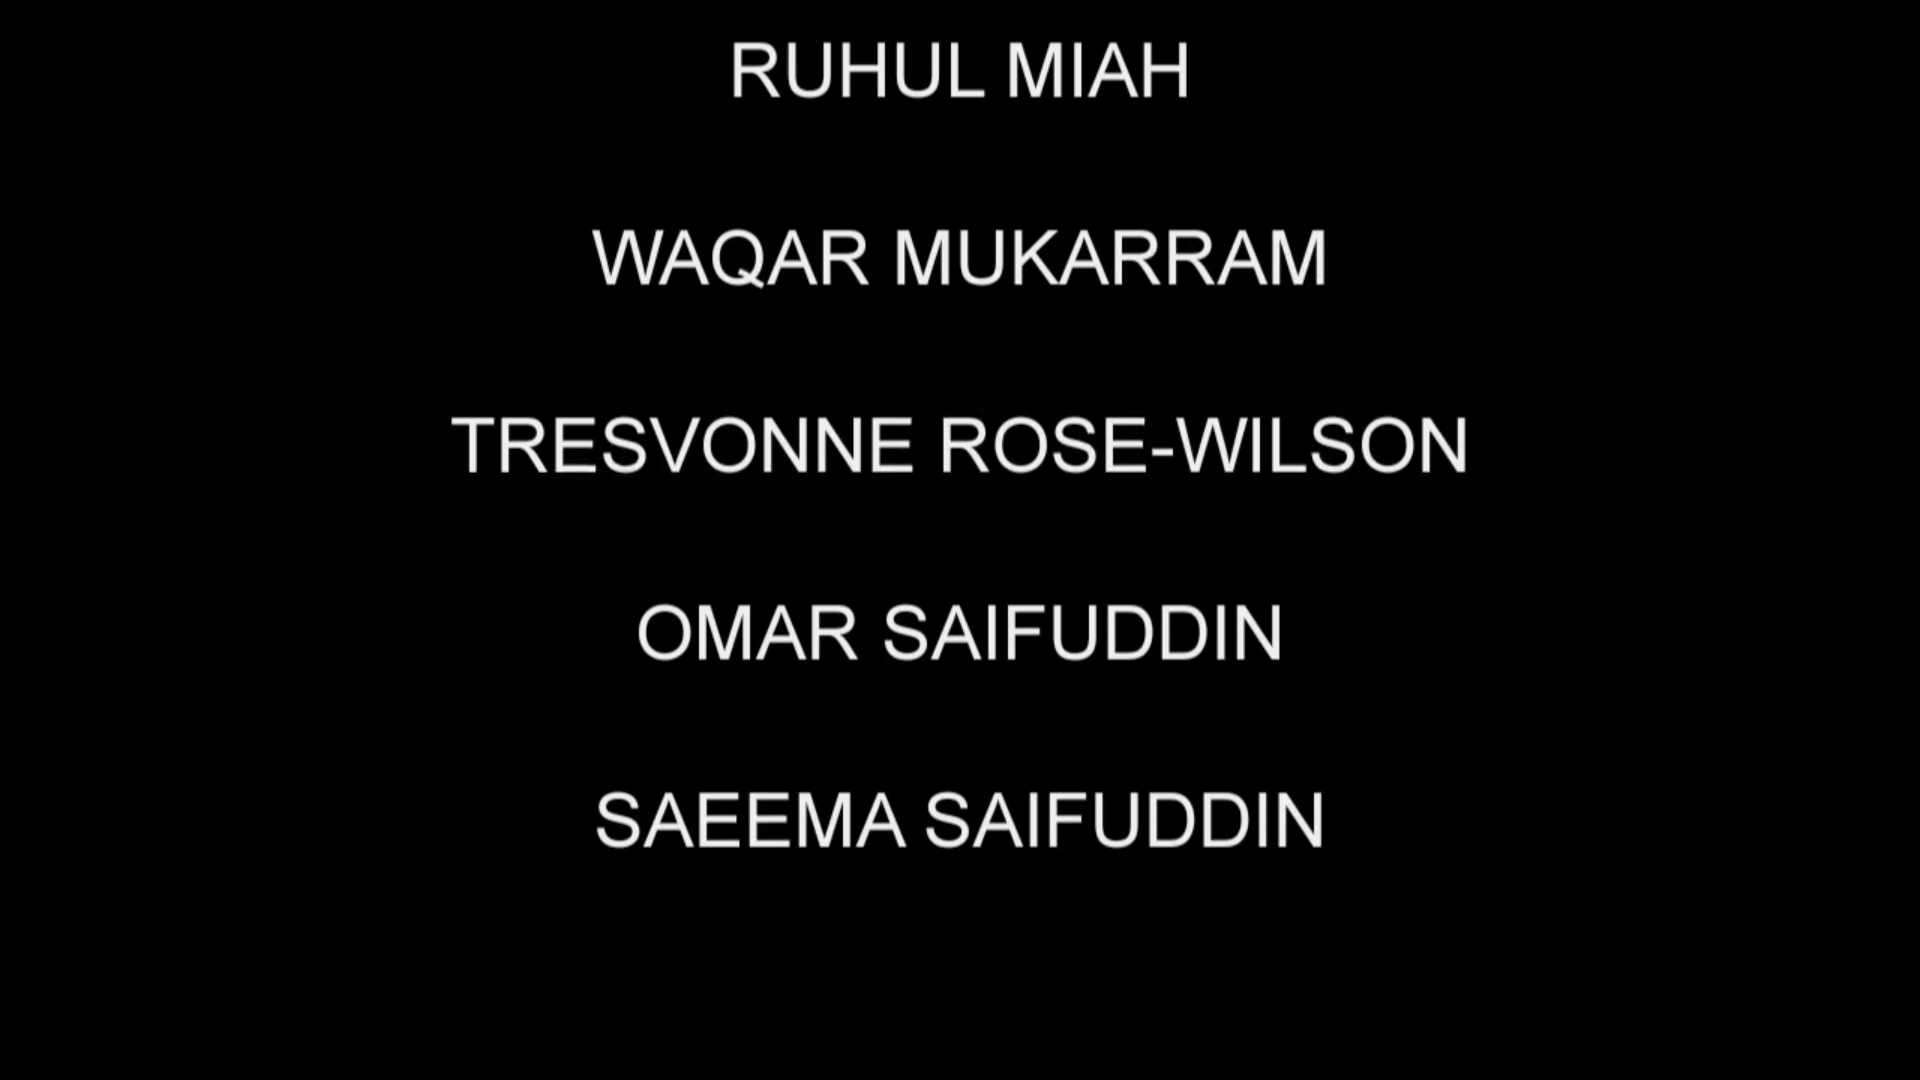 RUHUL MIAH
WAQAR MUKARRAM
TRESVONNE ROSE-WILSON
OMAR SAIFUDDIN
SAEEMA SAIFUDDIN